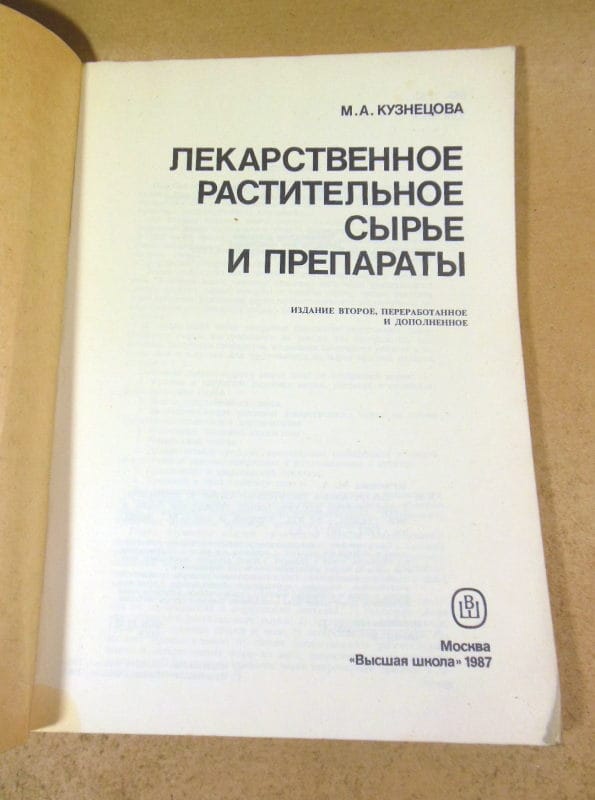 М.А. КУЗНЕЦОВА
ЛЕКАРСТВЕННОЕ
РАСТИТЕЛЬНОЕ
СЫРЬЕ
И ПРЕПАРАТЫ
ИЗДАНИЕ ВТОРОЕ, ПЕРЕРАБОТАННОЕ
И ДОПОЛНЕННОЕ
ВШ
Москва
«Высшая школа» 1987